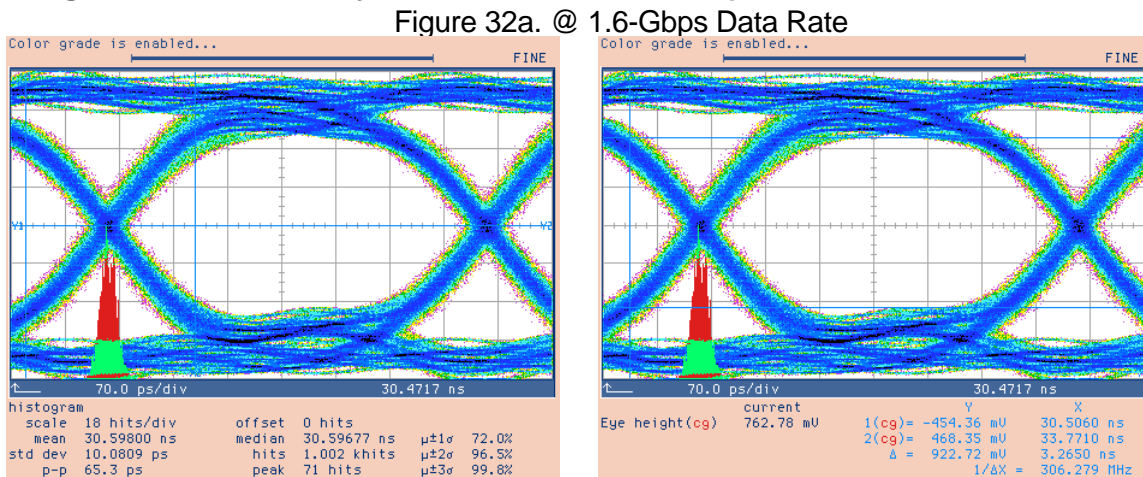 Figure 32a. @ 1.6-Gbps Data Rate
Color grade is enabled...
FINE
Y1
Y2
70.0 ps/div 30.4717 ns
histogram
scale 18 hits/div offset 0 hits
mean 30.59800 ns median 30.59677 ns μ±1σ 72.0%
std dev 10.0809 ps hits 1.002 khits μ±2σ 96.5%
p-p 65.3 ps peak 71 hits μ±3σ 99.8%
Color grade is enabled...
FINE
70.0 ps/div 30.4717 ns
current Y X
Eye height(cg) 762.78 mV 1(cg)= -454.36 mV 30.5060 ns
2(cg)= 468.35 mV 33.7710 ns
Δ = 922.72 mV 3.2650 ns
1/ΔX = 306.279 MHz